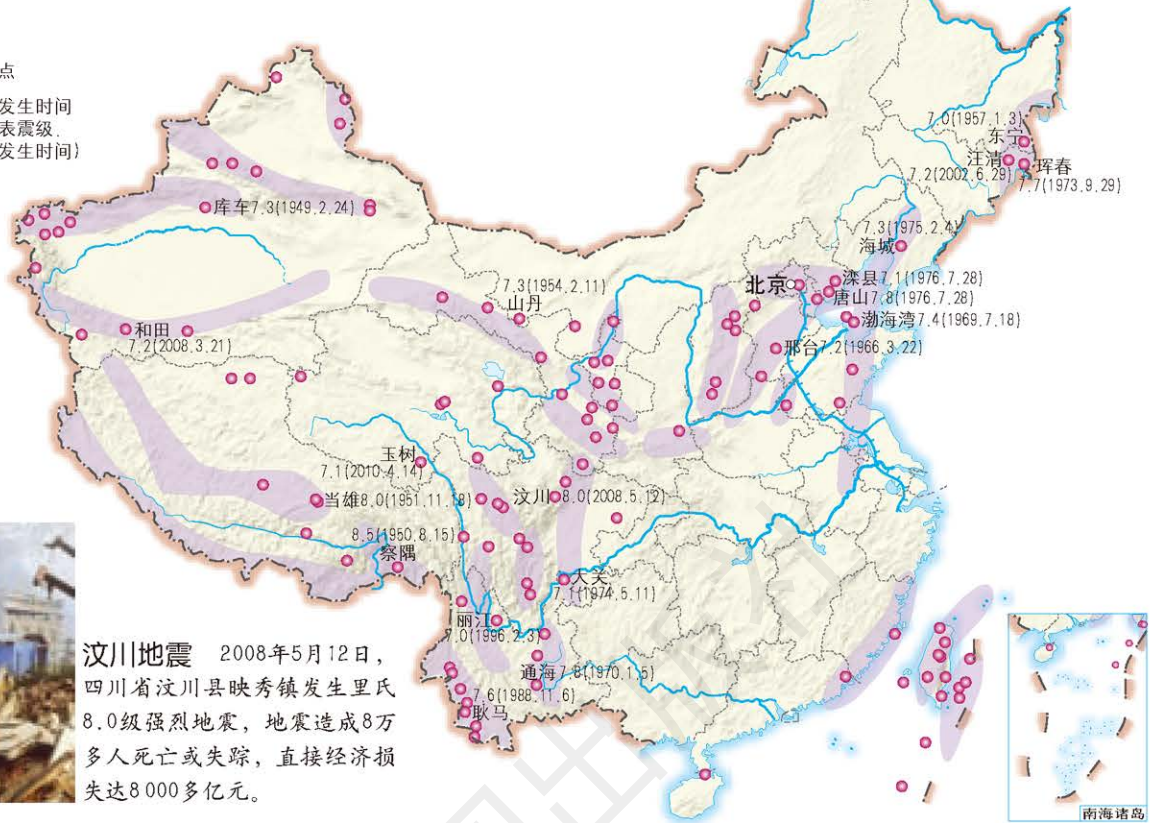 点
发生时间
表震级.
发生时间)
7.0(1957.1.3)
东宁
汪清
珲春
7.2(2002.6.29)
7.7(1973.9.29)
库车7.3(1949.2.24)
7.3(1975.2.4)
海城
7.3(1954.2.11)
山丹
北京
滦县7.1(1976.7.28)
唐山7.8(1976.7.28)
渤海湾7.4(1969.7.18)
和田
7.2(2008.3.21)
邢台7.2(1966.3.22)
玉树
7.1(2010.4.14)
当雄8.0(1951.11.18)
汶川8.0(2008.5.12)
8.5(1950.8.15)
察隅
大关
7.1(1974.5.11)
丽江
7.0(1996.2.3)
通海7.8(1970.1.5)
7.6(1988.11.6)
耿马
汶川地震 2008年5月12日，
四川省汶川县映秀镇发生里氏
8.0级强烈地震，地震造成8万
多人死亡或失踪，直接经济损
失达8 000多亿元。
南海诸岛